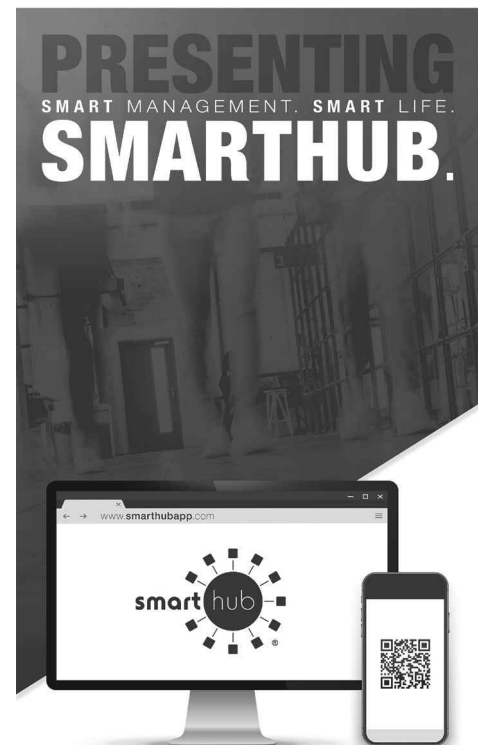 PRESENTING
SMART MANAGEMENT. SMART LIFE.
SMARTHUB.
www.smarthubapp.com
smart hub
®